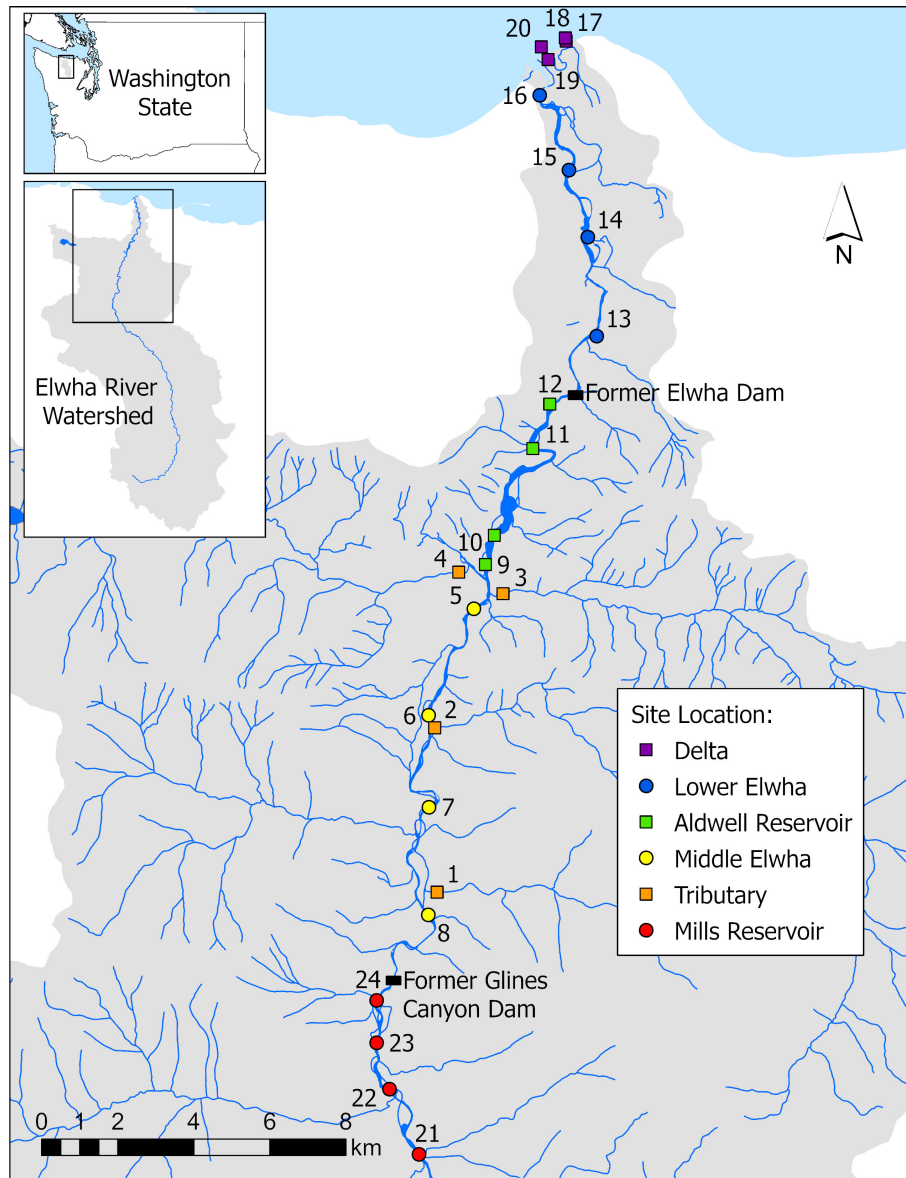 Washington
State
Elwha River
Watershed
18
17
20
19
16
15
14
N
13
12
Former Elwha Dam
11
10
9
4
3
5
6
2
7
1
8
24
Former Glines
Canyon Dam
23
22
21
Site Location:
Delta
Lower Elwha
Aldwell Reservoir
Middle Elwha
Tributary
Mills Reservoir
0 1 2 4 6 8
km